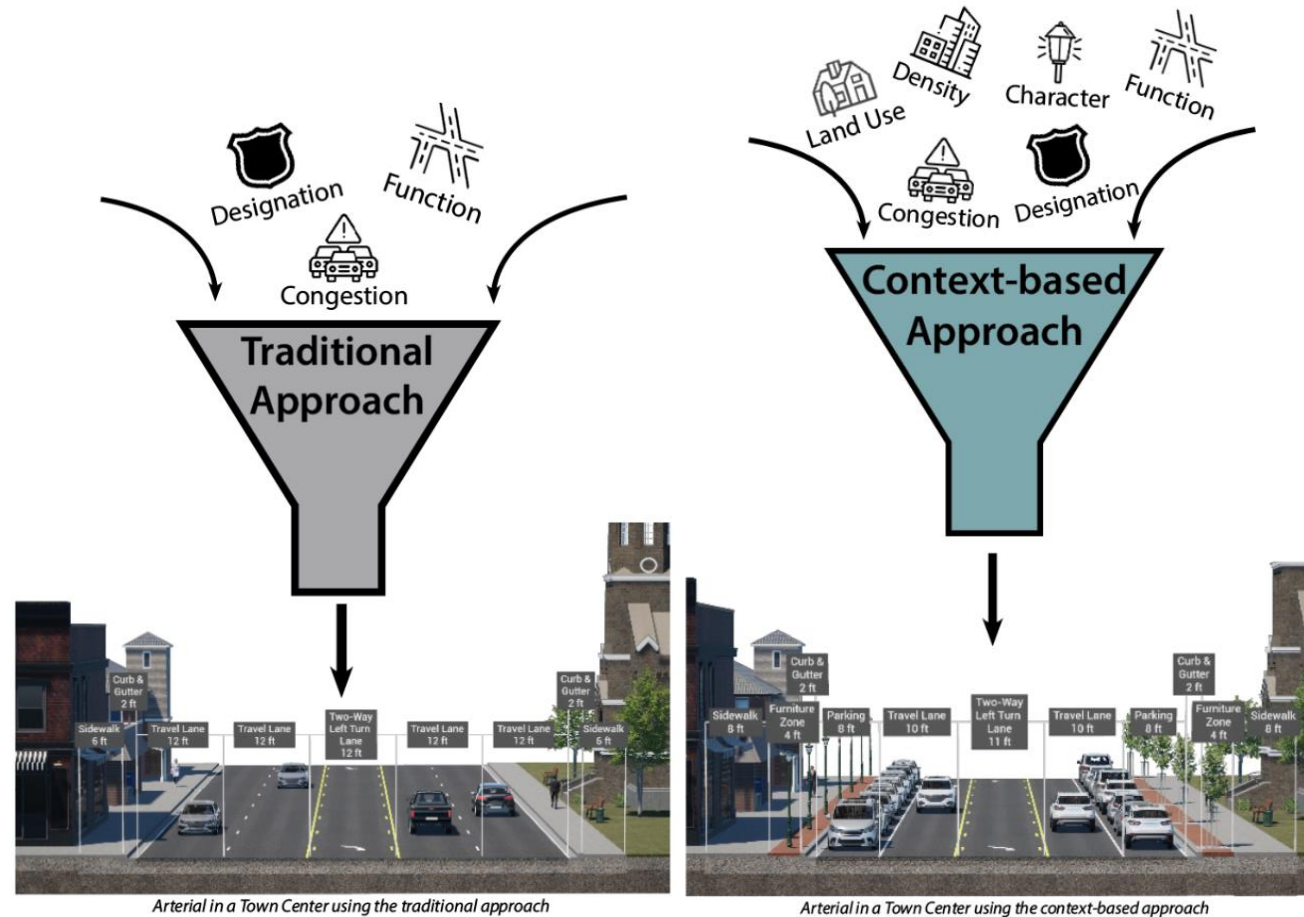 Designation
Function
Congestion
Traditional
Approach
Curb &
Gutter
2 ft
Sidewalk
6 ft
Travel Lane
12 ft
Travel Lane
12 ft
Two-Way
Left Turn
Lane
12 ft
Travel Lane
12 ft
Travel Lane
12 ft
Curb &
Gutter
2 ft
Sidewalk
6 ft
Arterial in a Town Center using the traditional approach
Land Use
Density
Character
Function
Congestion
Designation
Context-based
Approach
Curb &
Gutter
2 ft
Sidewalk
8 ft
Furniture
Zone
4 ft
Parking
8 ft
Travel Lane
10 ft
Two-Way
Left Turn
Lane
11 ft
Travel Lane
10 ft
Parking
8 ft
Curb &
Gutter
2 ft
Furniture
Zone
4 ft
Sidewalk
8 ft
Arterial in a Town Center using the context-based approach